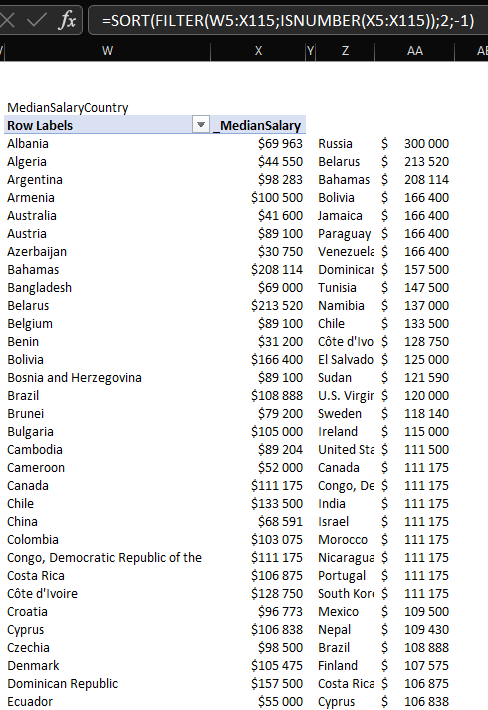 fx =SORT(FILTER(W5:X115;ISNUMBER(X5:X115));2;-1)
W X Y Z AA
MedianSalaryCountry
Row Labels _MedianSalary
Albania $69 963 Russia $ 300 000
Algeria $44 550 Belarus $ 213 520
Argentina $98 283 Bahamas $ 208 114
Armenia $100 500 Bolivia $ 166 400
Australia $41 600 Jamaica $ 166 400
Austria $89 100 Paraguay $ 166 400
Azerbaijan $30 750 Venezuela $ 166 400
Bahamas $208 114 Dominican $ 157 500
Bangladesh $69 000 Tunisia $ 147 500
Belarus $213 520 Namibia $ 137 000
Belgium $89 100 Chile $ 133 500
Benin $31 200 Côte d'Ivo $ 128 750
Bolivia $166 400 El Salvado $ 125 000
Bosnia and Herzegovina $89 100 Sudan $ 121 590
Brazil $108 888 U.S. Virgin $ 120 000
Brunei $79 200 Sweden $ 118 140
Bulgaria $105 000 Ireland $ 115 000
Cambodia $89 204 United Sta $ 111 500
Cameroon $52 000 Canada $ 111 175
Canada $111 175 Congo, De $ 111 175
Chile $133 500 India $ 111 175
China $68 591 Israel $ 111 175
Colombia $103 075 Morocco $ 111 175
Congo, Democratic Republic of the $111 175 Nicaragua $ 111 175
Costa Rica $106 875 Portugal $ 111 175
Côte d'Ivoire $128 750 South Kore $ 111 175
Croatia $96 773 Mexico $ 109 500
Cyprus $106 838 Nepal $ 109 430
Czechia $98 500 Brazil $ 108 888
Denmark $105 475 Finland $ 107 575
Dominican Republic $157 500 Costa Rica $ 106 875
Ecuador $55 000 Cyprus $ 106 838